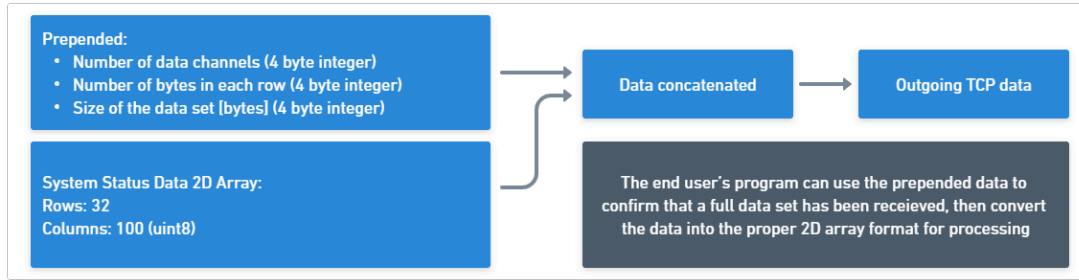 Prepended:
• Number of data channels (4 byte integer)
• Number of bytes in each row (4 byte integer)
• Size of the data set [bytes] (4 byte integer)
System Status Data 2D Array:
Rows: 32
Columns: 100 (uint8)
Data concatenated
Outgoing TCP data
The end user's program can use the prepended data to
confirm that a full data set has been receieved, then convert
the data into the proper 2D array format for processing